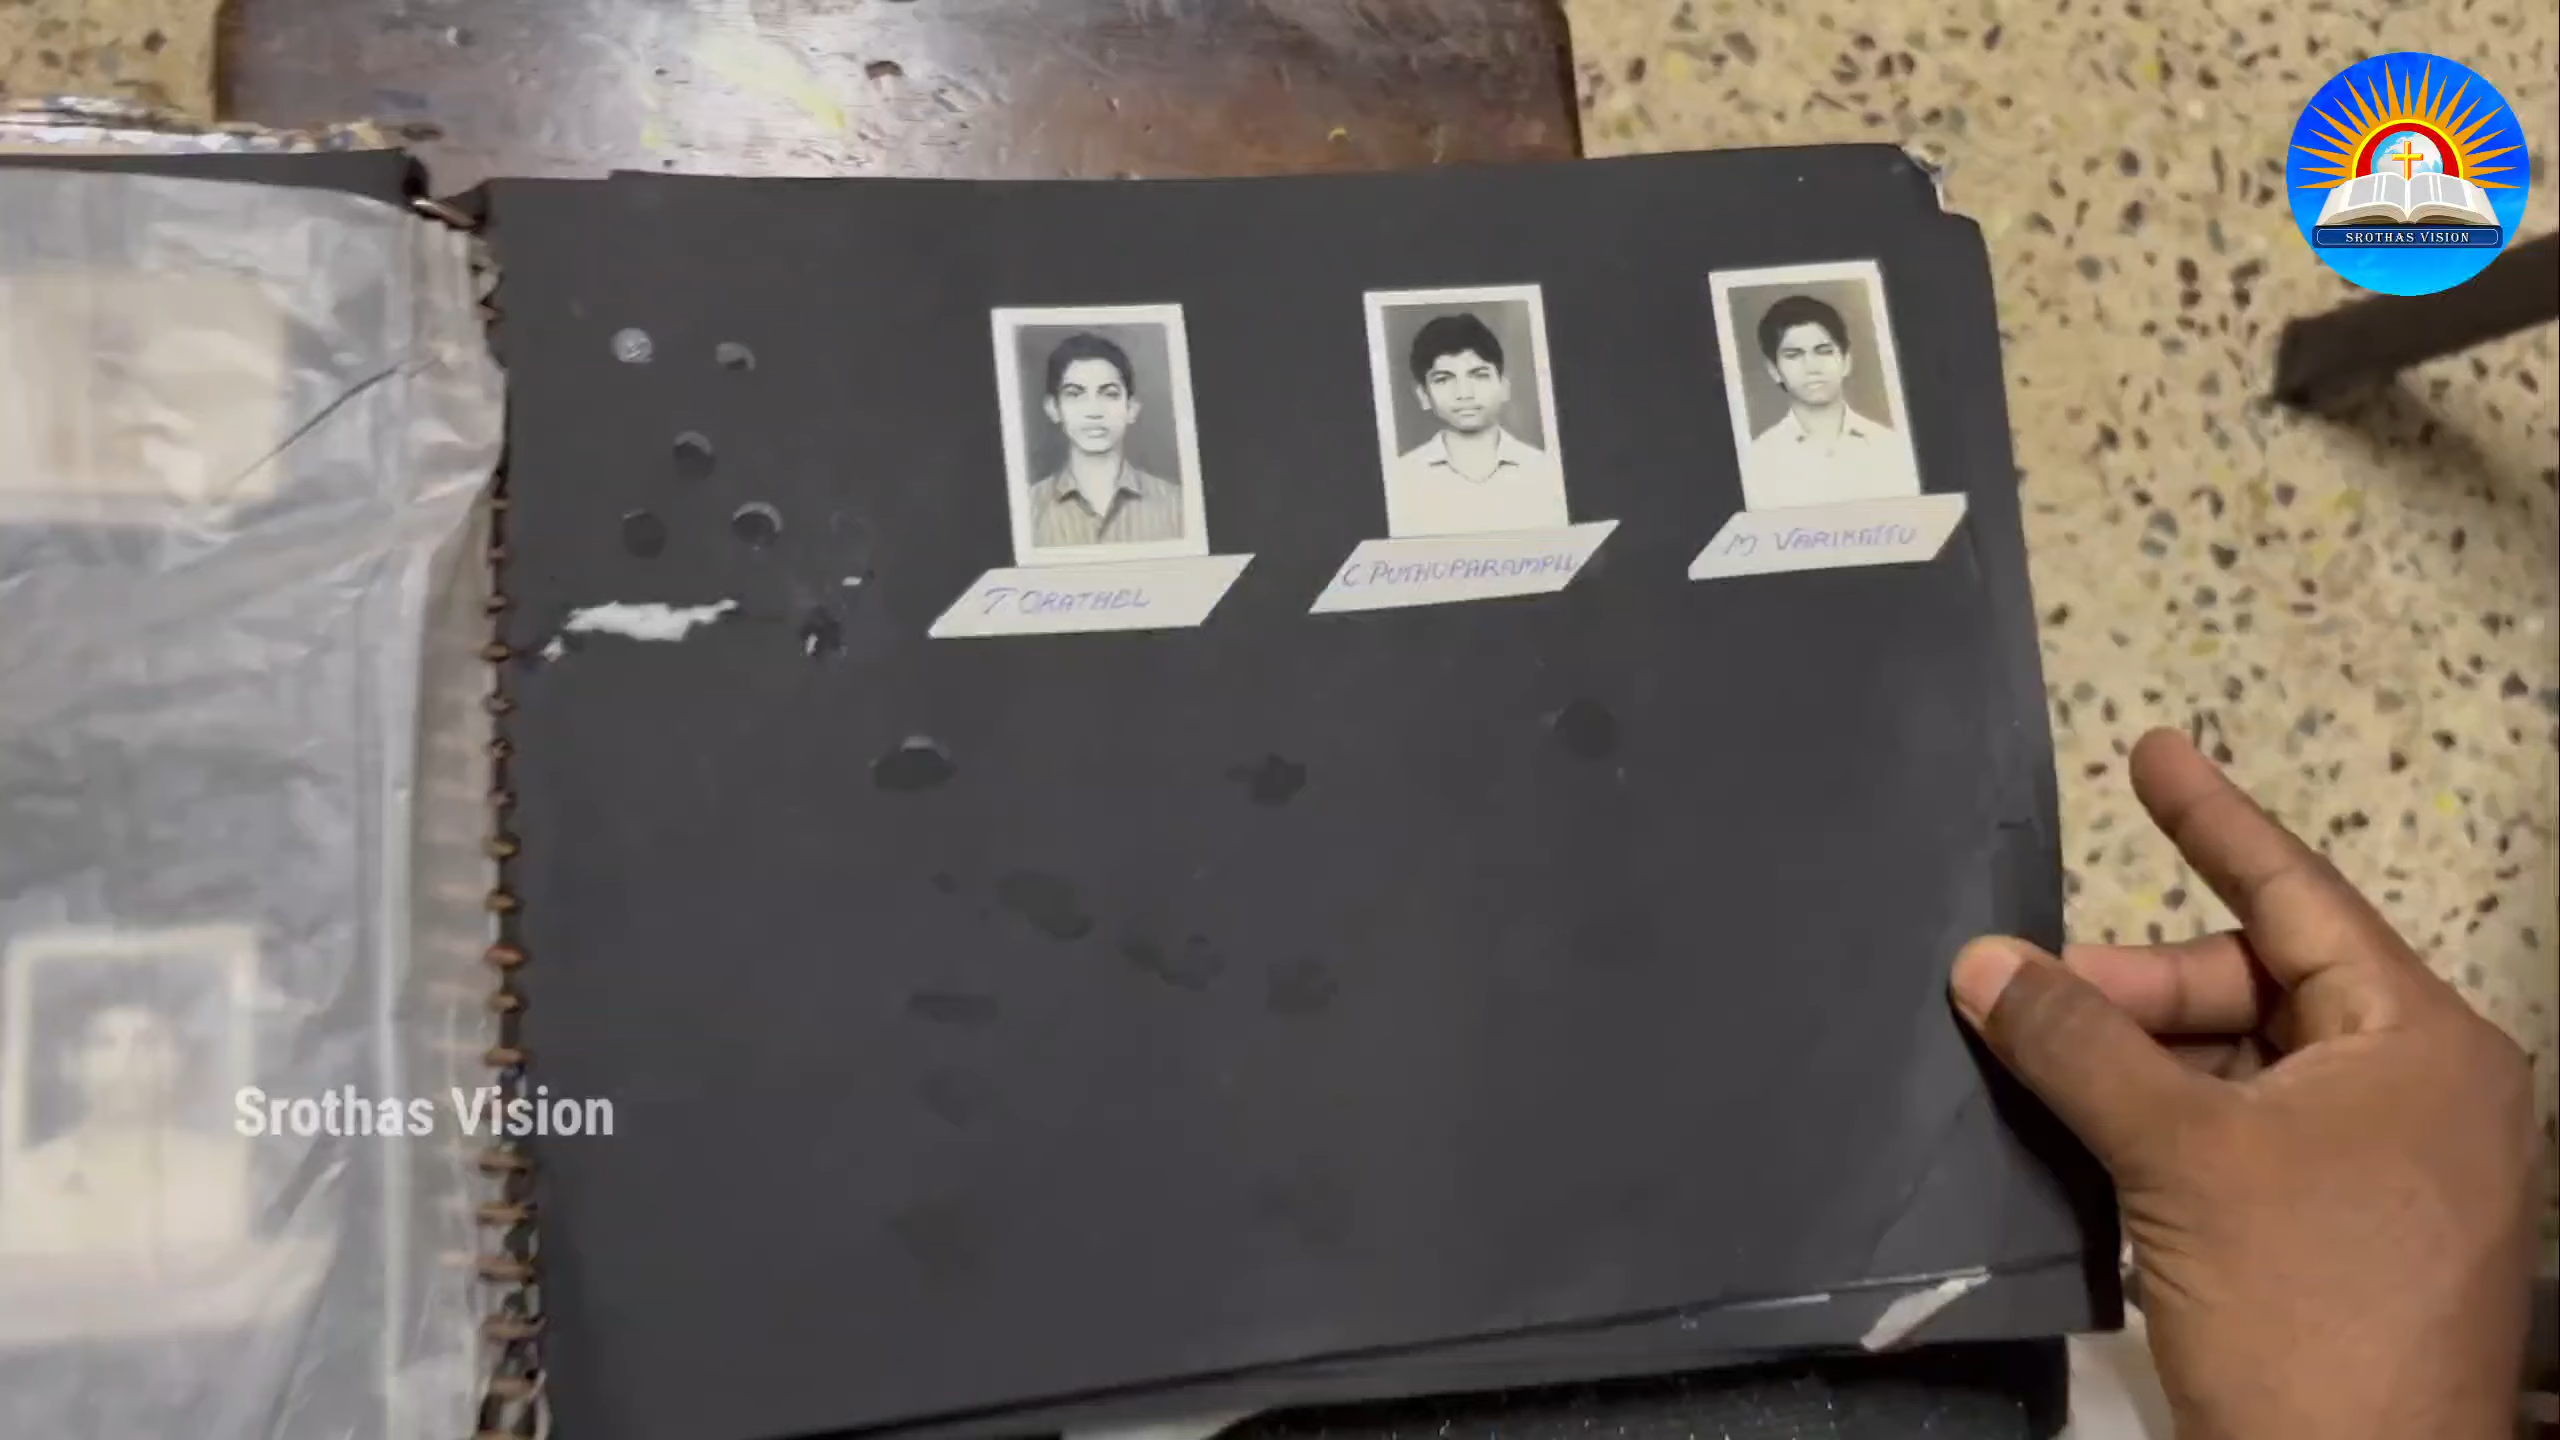 SROTHAS VISION
T ORATHEL
C PUTHUPARAMPIL
M VARIKATTU
Srothas Vision